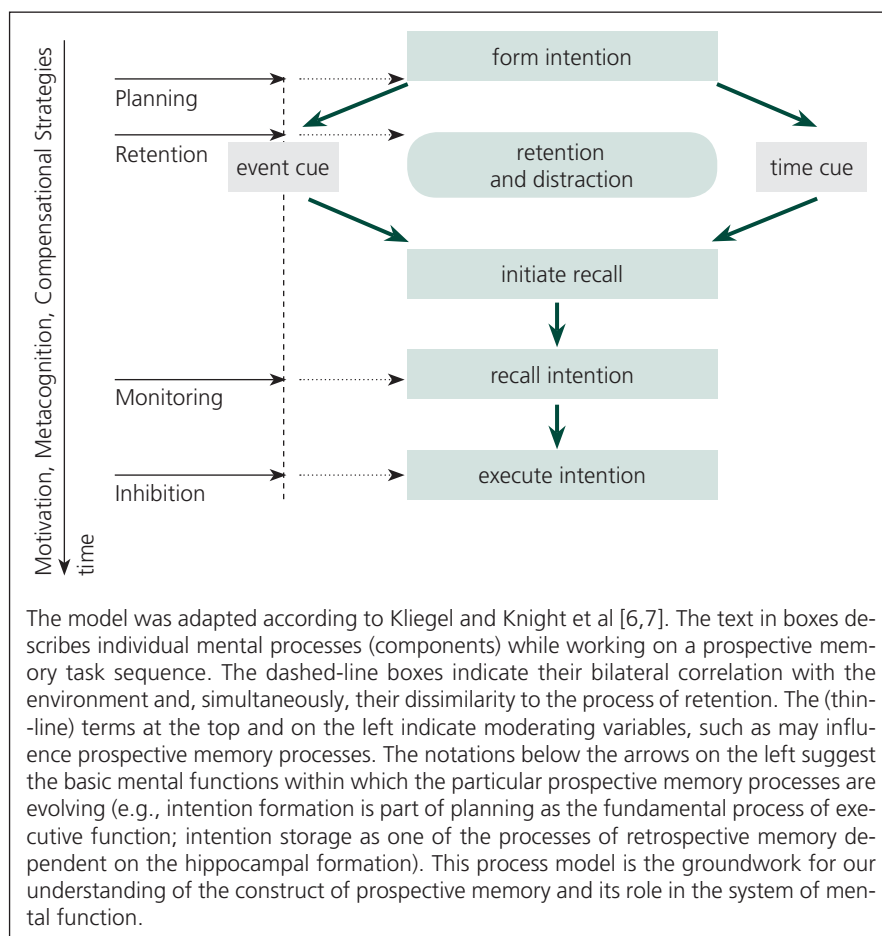 form intention
Planning
Retention
event cue
retention
and distraction
time cue
initiate recall
recall intention
Monitoring
execute intention
Inhibition
Motivation, Metacognition, Compensational Strategies
time
The model was adapted according to Kliegel and Knight et al [6,7]. The text in boxes de-
scribes individual mental processes (components) while working on a prospective mem-
ory task sequence. The dashed-line boxes indicate their bilateral correlation with the
environment and, simultaneously, their dissimilarity to the process of retention. The (thin-
-line) terms at the top and on the left indicate moderating variables, such as may influ-
ence prospective memory processes. The notations below the arrows on the left suggest
the basic mental functions within which the particular prospective memory processes are
evolving (e.g., intention formation is part of planning as the fundamental process of exe-
cutive function; intention storage as one of the processes of retrospective memory de-
pendent on the hippocampal formation). This process model is the groundwork for our
understanding of the construct of prospective memory and its role in the system of men-
tal function.